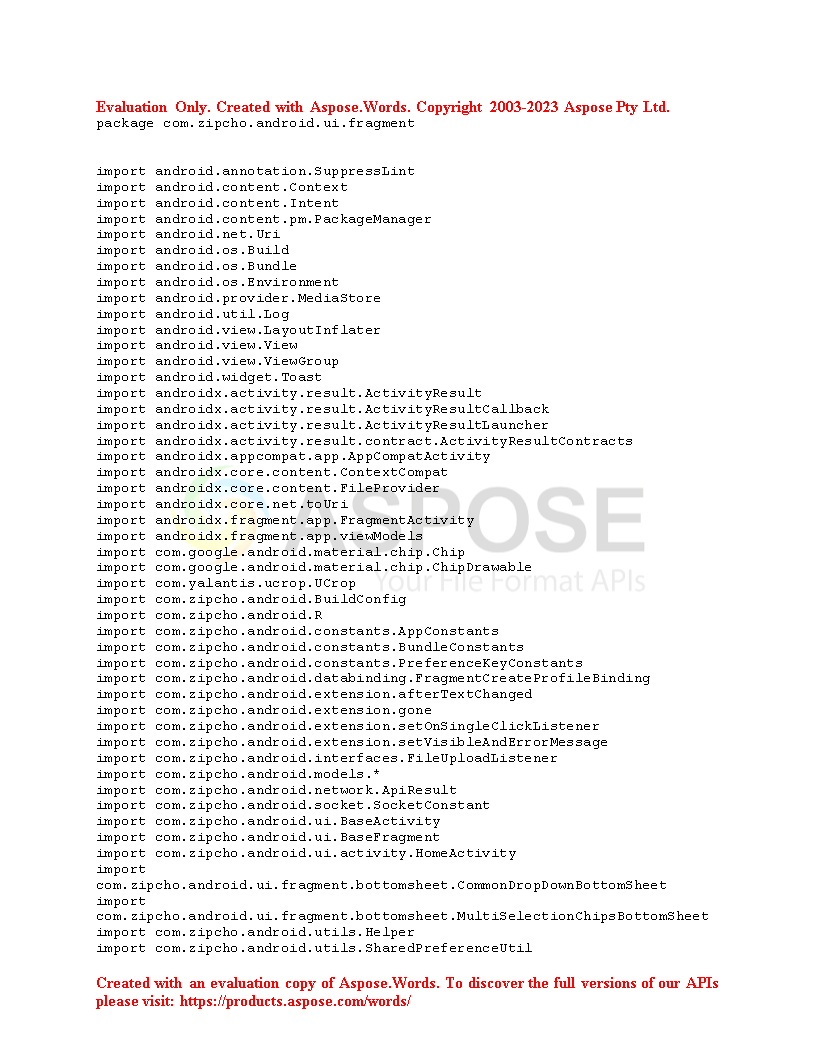 Evaluation Only. Created with Aspose.Words. Copyright 2003-2023 Aspose Pty Ltd.
package com.zipcho.android.ui.fragment
import android.annotation.SuppressLint
import android.content.Context
import android.content.Intent
import android.content.pm.PackageManager
import android.net.Uri
import android.os.Build
import android.os.Bundle
import android.os.Environment
import android.provider.MediaStore
import android.util.Log
import android.view.LayoutInflater
import android.view.View
import android.view.ViewGroup
import android.widget.Toast
import androidx.activity.result.ActivityResult
import androidx.activity.result.ActivityResultCallback
import androidx.activity.result.ActivityResultLauncher
import androidx.activity.result.contract.ActivityResultContracts
import androidx.appcompat.app.AppCompatActivity
import androidx.core.content.ContextCompat
import androidx.core.content.FileProvider
import androidx.core.net.toUri
import androidx.fragment.app.FragmentActivity
import androidx.fragment.app.viewModels
import com.google.android.material.chip.Chip
import com.google.android.material.chip.ChipDrawable
import com.yalantis.ucrop.UCrop
import com.zipcho.android.BuildConfig
import com.zipcho.android.R
import com.zipcho.android.constants.AppConstants
import com.zipcho.android.constants.BundleConstants
import com.zipcho.android.constants.PreferenceKeyConstants
import com.zipcho.android.databinding.FragmentCreateProfileBinding
import com.zipcho.android.extension.afterTextChanged
import com.zipcho.android.extension.gone
import com.zipcho.android.extension.setOnSingleClickListener
import com.zipcho.android.extension.setVisibleAndErrorMessage
import com.zipcho.android.interfaces.FileUploadListener
import com.zipcho.android.models.*
import com.zipcho.android.network.ApiResult
import com.zipcho.android.socket.SocketConstant
import com.zipcho.android.ui.BaseActivity
import com.zipcho.android.ui.BaseFragment
import com.zipcho.android.ui.activity.HomeActivity
import
com.zipcho.android.ui.fragment.bottomsheet.CommonDropDownBottomSheet
import
com.zipcho.android.ui.fragment.bottomsheet.MultiSelectionChipsBottomSheet
import com.zipcho.android.utils.Helper
import com.zipcho.android.utils.SharedPreferenceUtil
ASPOSE
Your File Format APIs
Created with an evaluation copy of Aspose.Words. To discover the full versions of our APIs
please visit: https://products.aspose.com/words/